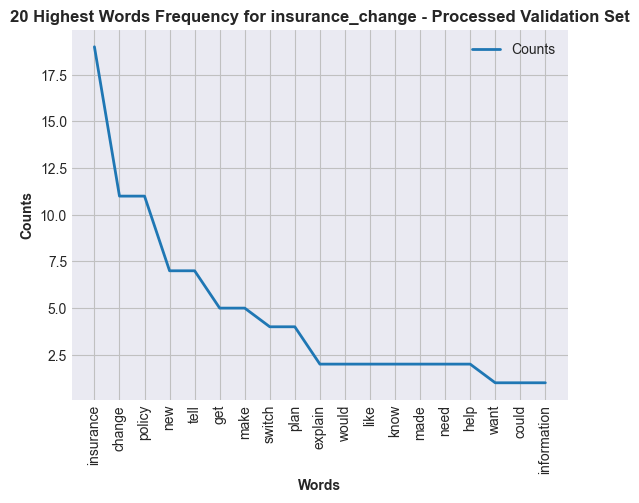 20 Highest Words Frequency for insurance_change - Processed Validation Set
Counts
17.5
15.0
12.5
10.0
7.5
5.0
2.5
Counts
insurance
change
policy
new
tell
get
make
switch
plan
explain
would
like
know
made
need
help
want
could
information
Words